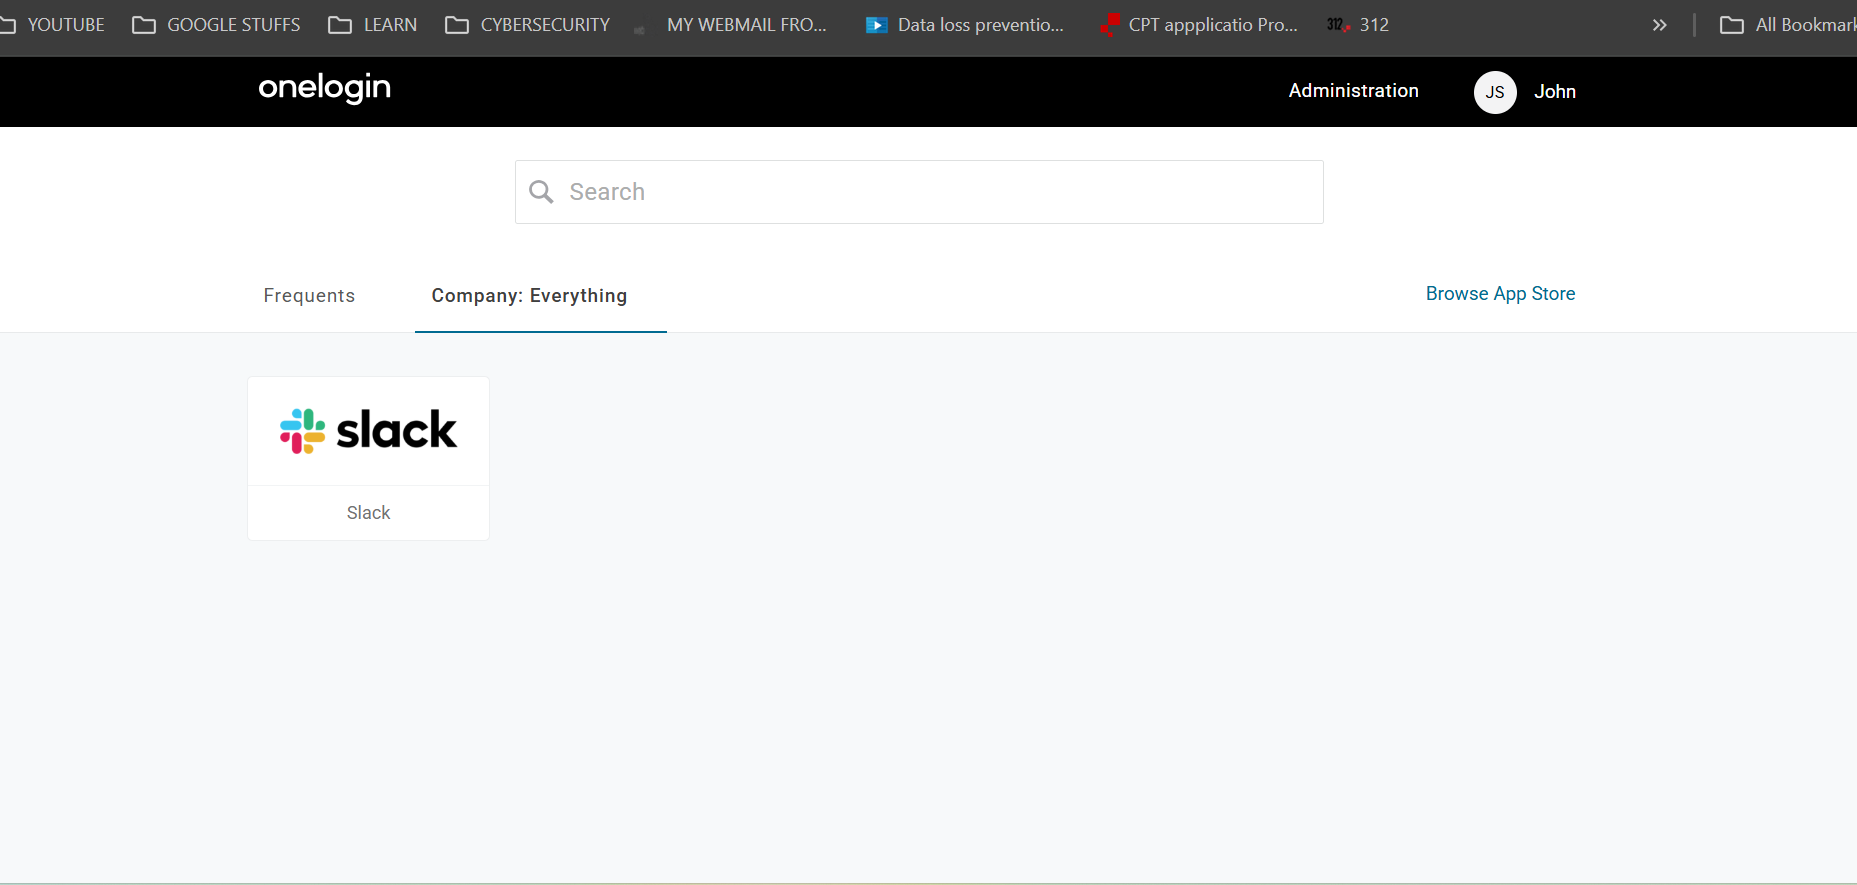 YOUTUBE GOOGLE STUFFS LEARN CYBERSECURITY MY WEBMAIL FRO... Data loss preventio... CPT appplicatio Pro... 312 312 » All Bookmark
onelogin Administration JS John
Search
Frequents Company: Everything Browse App Store
slack
Slack